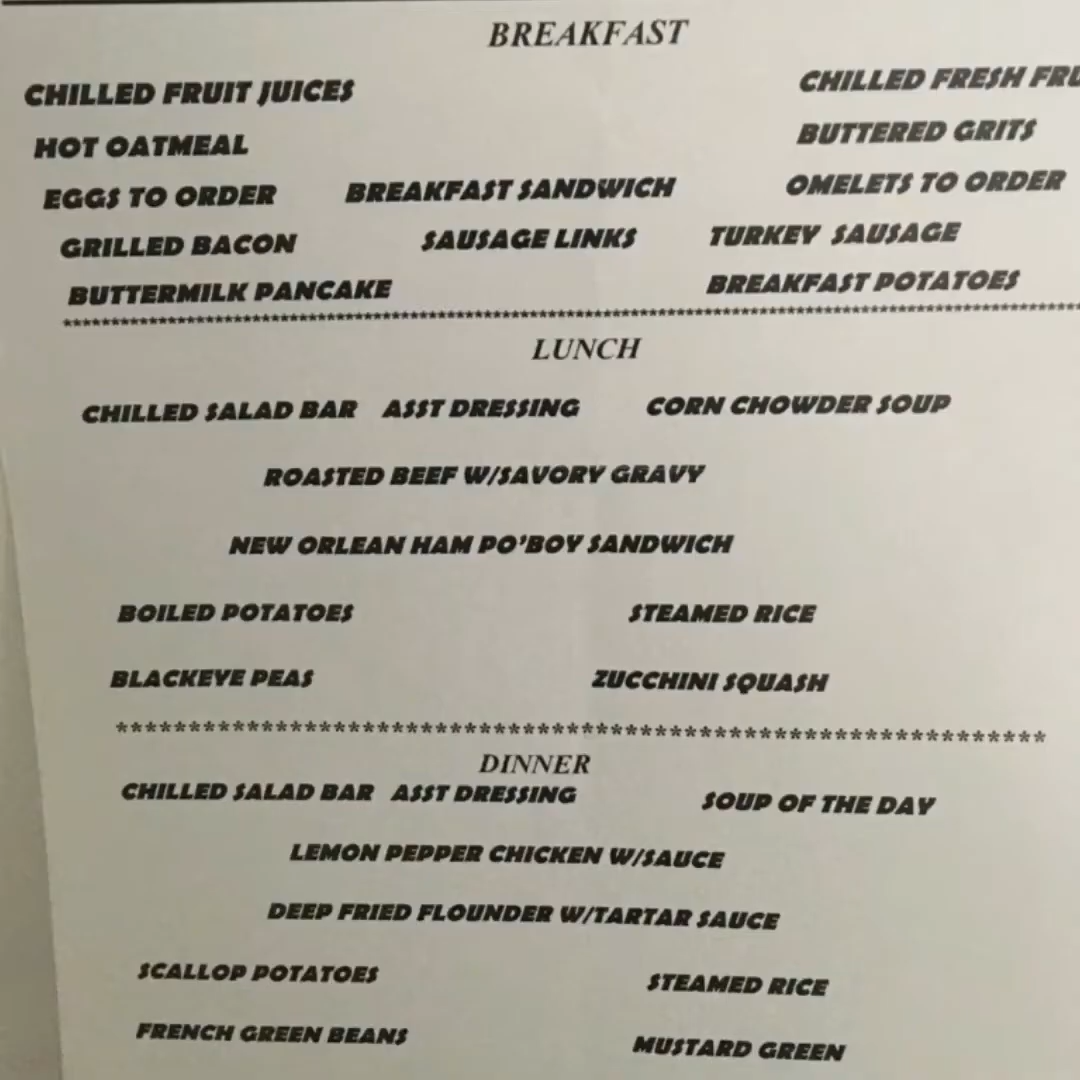 BREAKFAST
CHILLED FRUIT JUICES CHILLED FRESH
HOT OATMEAL BUTTERED GRITS
EGGS TO ORDER BREAKFAST SANDWICH OMELETS TO ORDER
GRILLED BACON SAUSAGE LINKS TURKEY SAUSAGE
BUTTERMILK PANCAKE BREAKFAST POTATOES
LUNCH
CHILLED SALAD BAR ASST DRESSING CORN CHOWDER SOUP
ROASTED BEEF W/SAVORY GRAVY
NEW ORLEAN HAM PO'BOY SANDWICH
BOILED POTATOES STEAMED RICE
BLACKEYE PEAS ZUCCHINI SQUASH
DINNER
CHILLED SALAD BAR ASST DRESSING SOUP OF THE DAY
LEMON PEPPER CHICKEN W/SAUCE
DEEP FRIED FLOUNDER W/TARTAR SAUCE
SCALLOP POTATOES STEAMED RICE
FRENCH GREEN BEANS MUSTARD GREEN